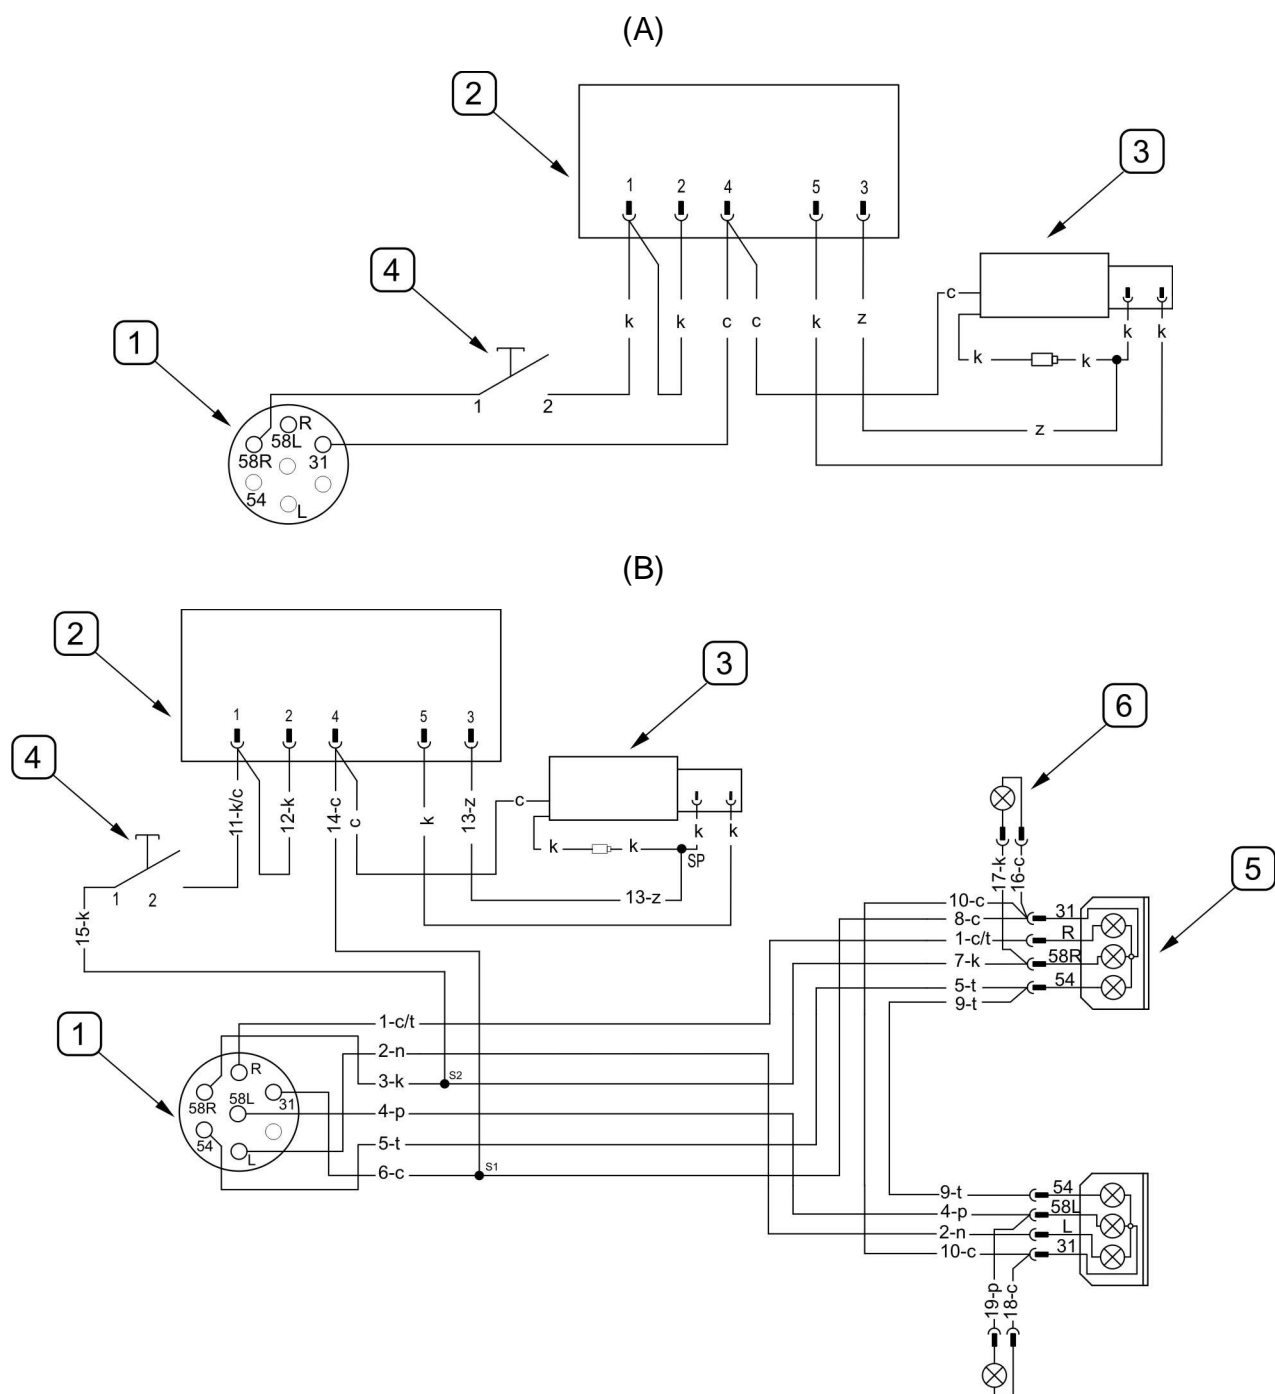 (A)
2
3
1 2 4 5 3
4
c
k k c c k z k k
1
k k
1 2
R
58L
58R 31
z
54
L
(B)
2
3
6
1 2 4 5 3
4
11-k/c 12-k 14-c c k 13-z
c
k k
k k
SP
1 2
13-z
15-k
17-k 16-c
5
10-c
8-c 31
1-c/t R
7-k 58R
5-t 54
9-t
1
1-c/t
2-n
R
3-k S2
58L
58R 31
4-p
54
5-t
L
6-c S1
9-t 54
4-p 58L
2-n L
10-c 31
19-p 18-c